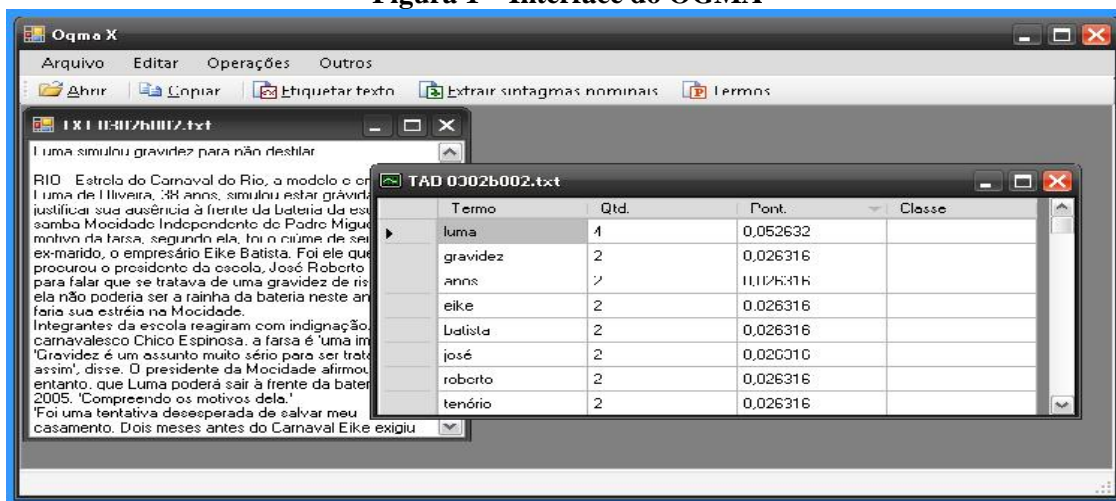 Figura 1 - Interface do OGMA
Ogma X
Arquivo Editar Operações Outros
Abrir Copiar Etiquetar texto Extrair sintagmas nominais Termos
TXT 0302b002.txt
Luma simulou gravidez para não desfilar
RIO - Estrela do Carnaval do Rio, a modelo e
Luma de Oliveira, 38 anos, simulou estar grávida
justificar sua ausência à frente da bateria da
samba Mocidade Independente de Padre Miguel
motivo da farsa, segundo ela, foi o ciúme de
ex-marido, o empresário Eike Batista. Foi ele que
procurou o presidente da escola, José Roberto
para falar que se tratava de uma gravidez de
ela não poderia ser a rainha da bateria neste
faria sua estréia na Mocidade.
Integrantes da escola reagiram com indignação.
carnavalesco Chico Espinosa, a farsa é 'uma
'Gravidez é um assunto muito sério para ser
assim', disse. O presidente da Mocidade afirmou
entanto, que Luma poderá sair à frente da
2005. 'Compreendo os motivos dela.'
'Foi uma tentativa desesperada de salvar meu
casamento. Dois meses antes do Carnaval Eike exigiu
TAD 0302b002.txt
Termo Qtd. Pont. Classe
luma 4 0,052632
gravidez 2 0,026316
anos 2 0,026316
eike 2 0,026316
batista 2 0,026316
josé 2 0,026316
roberto 2 0,026316
tenório 2 0,026316